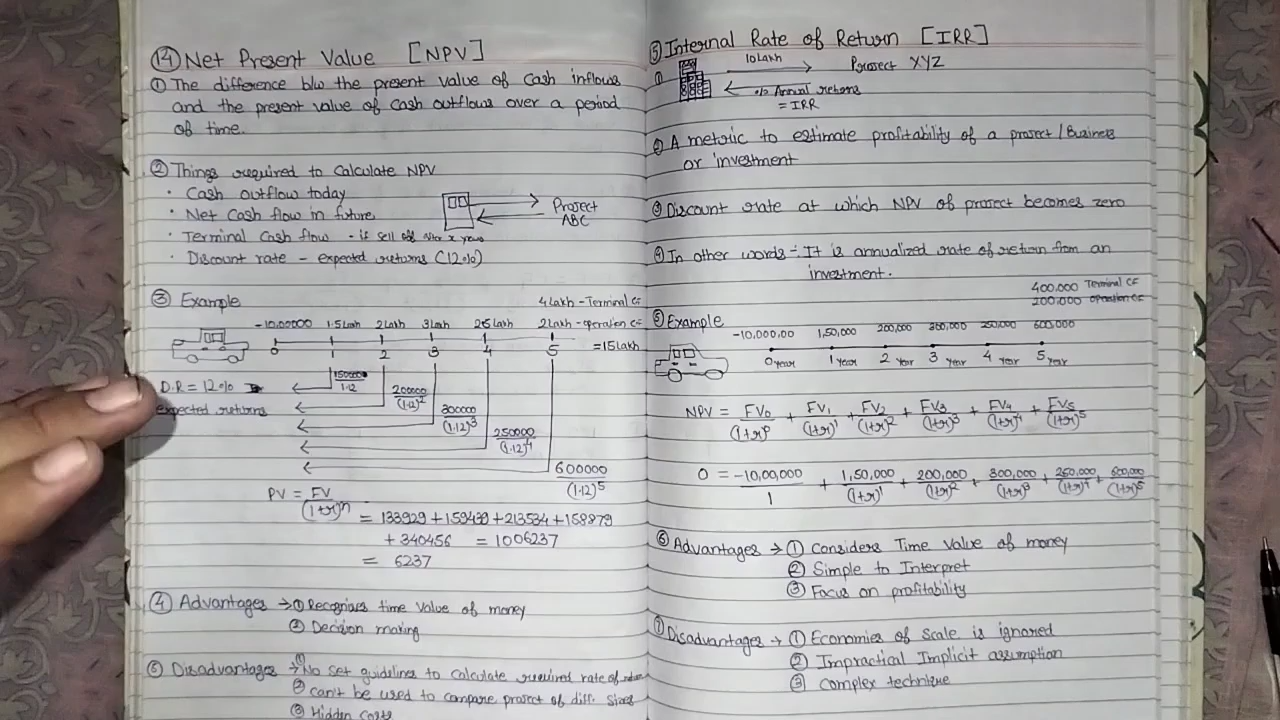 ④ Net Present Value [NPV]
① The difference b/w the present value of Cash inflows
and the present value of Cash outflows over a period
of time.
② Things required to Calculate NPV
· Cash outflow today
· Net Cash flow in future
· Terminal Cash flow - if sell off after x years
· Discount rate - expected returns (12%)
Project
ABC
③ Example
4 Lakh - Terminal CF
-10,00000 1.5 Lakh 2 Lakh 3 Lakh 2.5 Lakh 2 Lakh - operation CF
= 15 Lakh
0 1 2 3 4 5
D.R = 12%
expected returns
150000
1.12
200000
(1.12)²
300000
(1.12)³
250000
(1.12)⁴
600000
(1.12)⁵
PV = FV
(1+r)ⁿ
= 133929 + 159439 + 213534 + 158879
+ 340456 = 1006237
= 6237
④ Advantages → ① Recognises time value of money
② Decision making
⑤ Disadvantages → ① No set guidelines to calculate required rate of return
② can't be used to compare project of diff. sizes
③ Hidden Costs
⑤ Internal Rate of Return [IRR]
① 10 Lakh Project XYZ
% Annual returns
= IRR
② A metric to estimate profitability of a project / Business
or investment
③ Discount rate at which NPV of project becomes zero
④ In other words :- It is annualized rate of return from an
investment.
400,000 Terminal CF
200,000 operation CF
⑤ Example
-10,000,00 1,50,000 200,000 300,000 250,000 600,000
0 year 1 year 2 year 3 year 4 year 5 year
NPV = FV₀/(1+r)⁰ + FV₁/(1+r)¹ + FV₂/(1+r)² + FV₃/(1+r)³ + FV₄/(1+r)⁴ + FV₅/(1+r)⁵
0 = -10,00,000/1 + 1,50,000/(1+r)¹ + 200,000/(1+r)² + 300,000/(1+r)³ + 250,000/(1+r)⁴ + 600,000/(1+r)⁵
⑥ Advantages → ① Considers Time Value of money
② Simple to Interpret
③ Focus on profitability
⑦ Disadvantages → ① Economies of Scale is ignored
② Impractical Implicit assumption
③ Complex technique